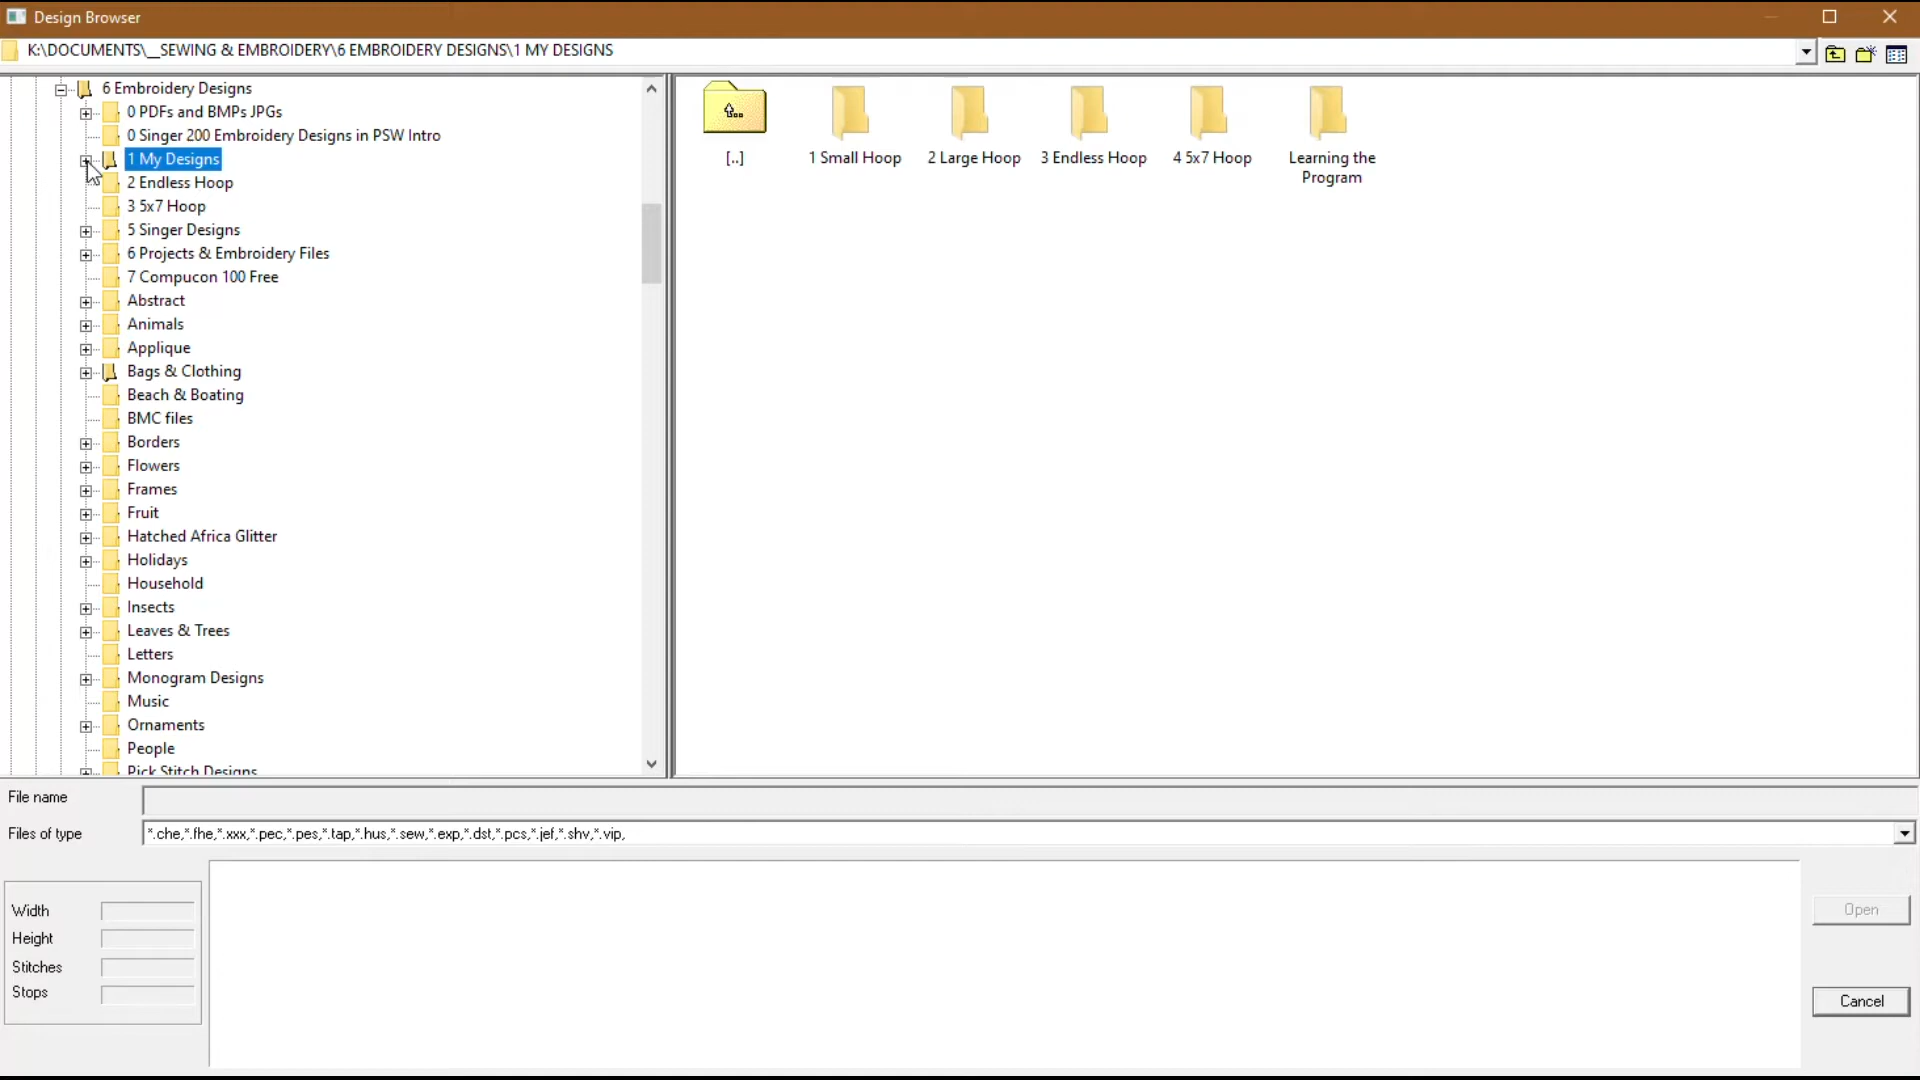 Design Browser
K:\DOCUMENTS\__SEWING & EMBROIDERY\6 EMBROIDERY DESIGNS\1 MY DESIGNS
6 Embroidery Designs
0 PDFs and BMPs JPGs
0 Singer 200 Embroidery Designs in PSW Intro
1 My Designs
2 Endless Hoop
3 5x7 Hoop
5 Singer Designs
6 Projects & Embroidery Files
7 Compucon 100 Free
Abstract
Animals
Applique
Bags & Clothing
Beach & Boating
BMC files
Borders
Flowers
Frames
Fruit
Hatched Africa Glitter
Holidays
Household
Insects
Leaves & Trees
Letters
Monogram Designs
Music
Ornaments
People
Pick Stitch Designs
[..]
1 Small Hoop
2 Large Hoop
3 Endless Hoop
4 5x7 Hoop
Learning the
Program
File name
Files of type
*.che,*.fhe,*.xxx,*.pec,*.pes,*.tap,*.hus,*.sew,*.exp,*.dst,*.pcs,*.jef,*.shv,*.vip,
Width
Height
Stitches
Stops
Open
Cancel